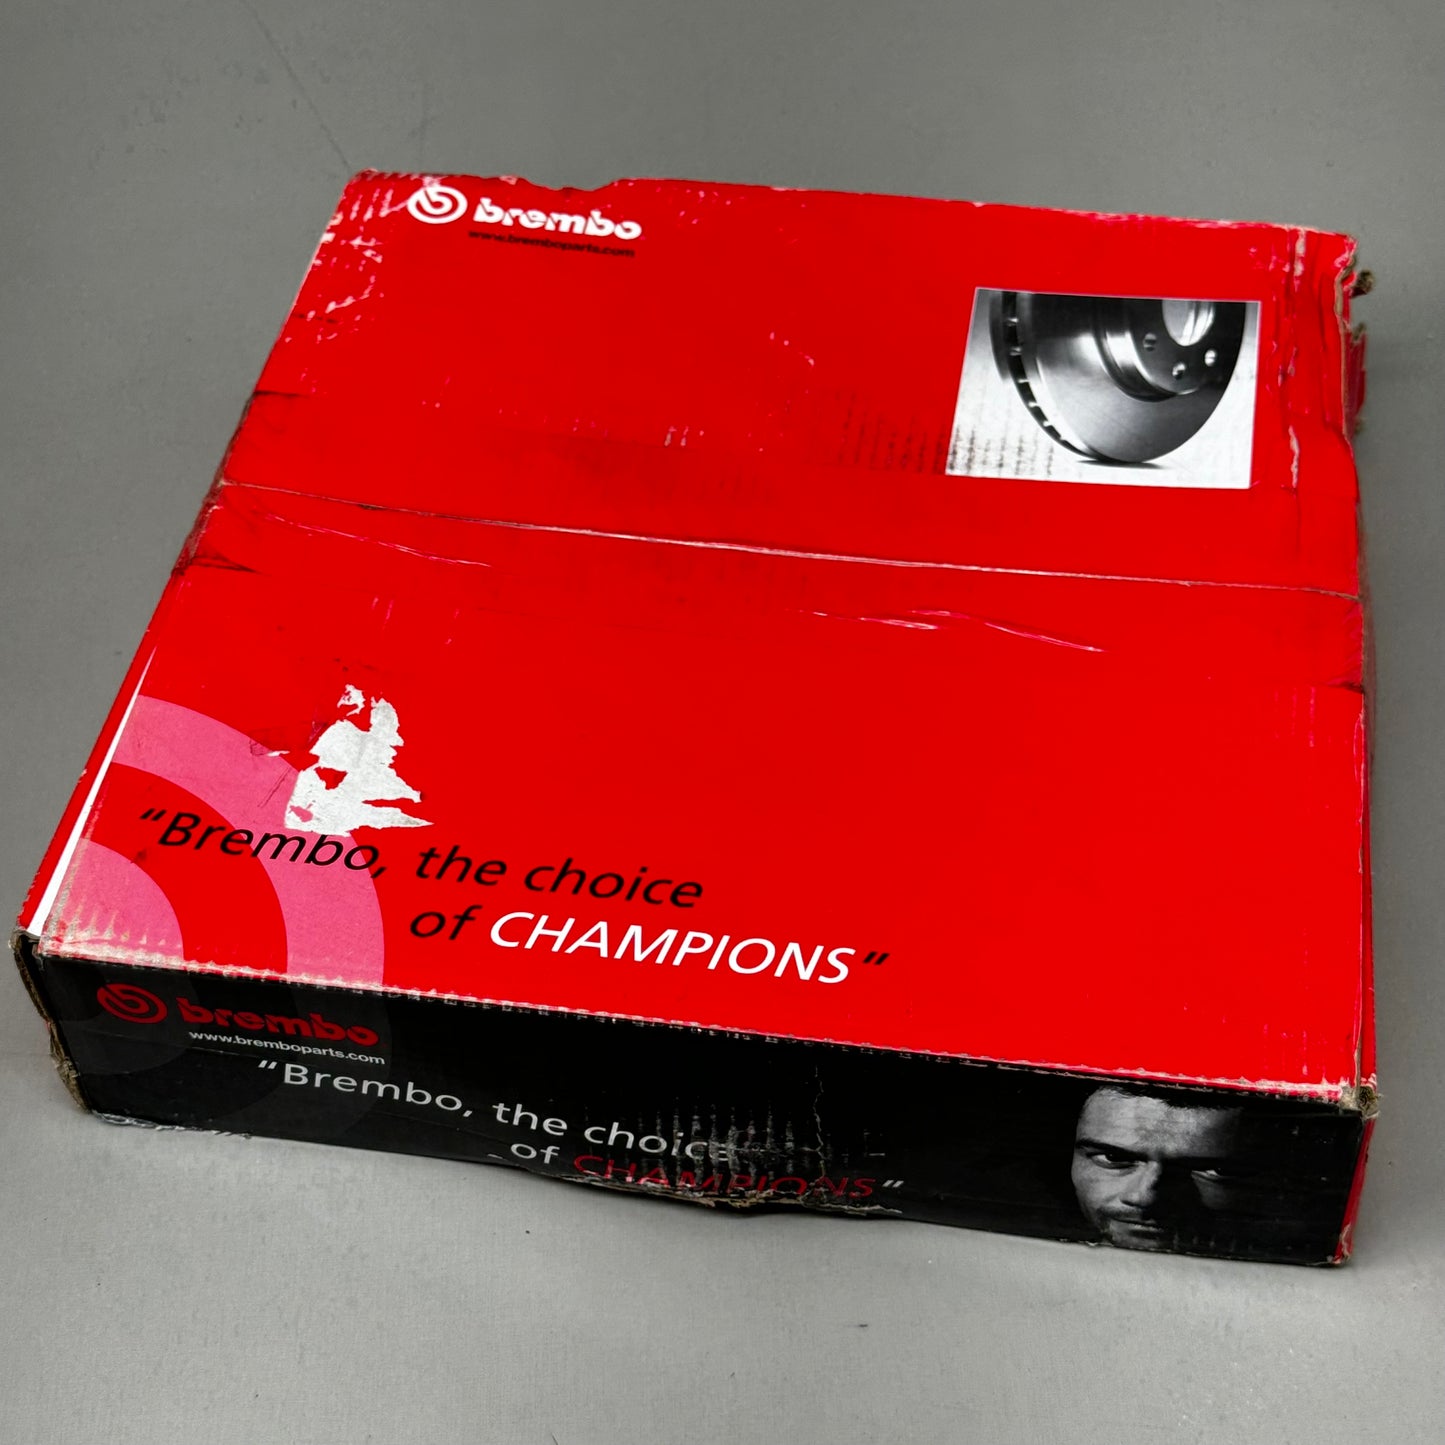 brembo
www.bremboparts.com
"Brembo, the choice
of CHAMPIONS"
brembo
www.bremboparts.com
"Brembo, the choice
of CHAMPIONS"